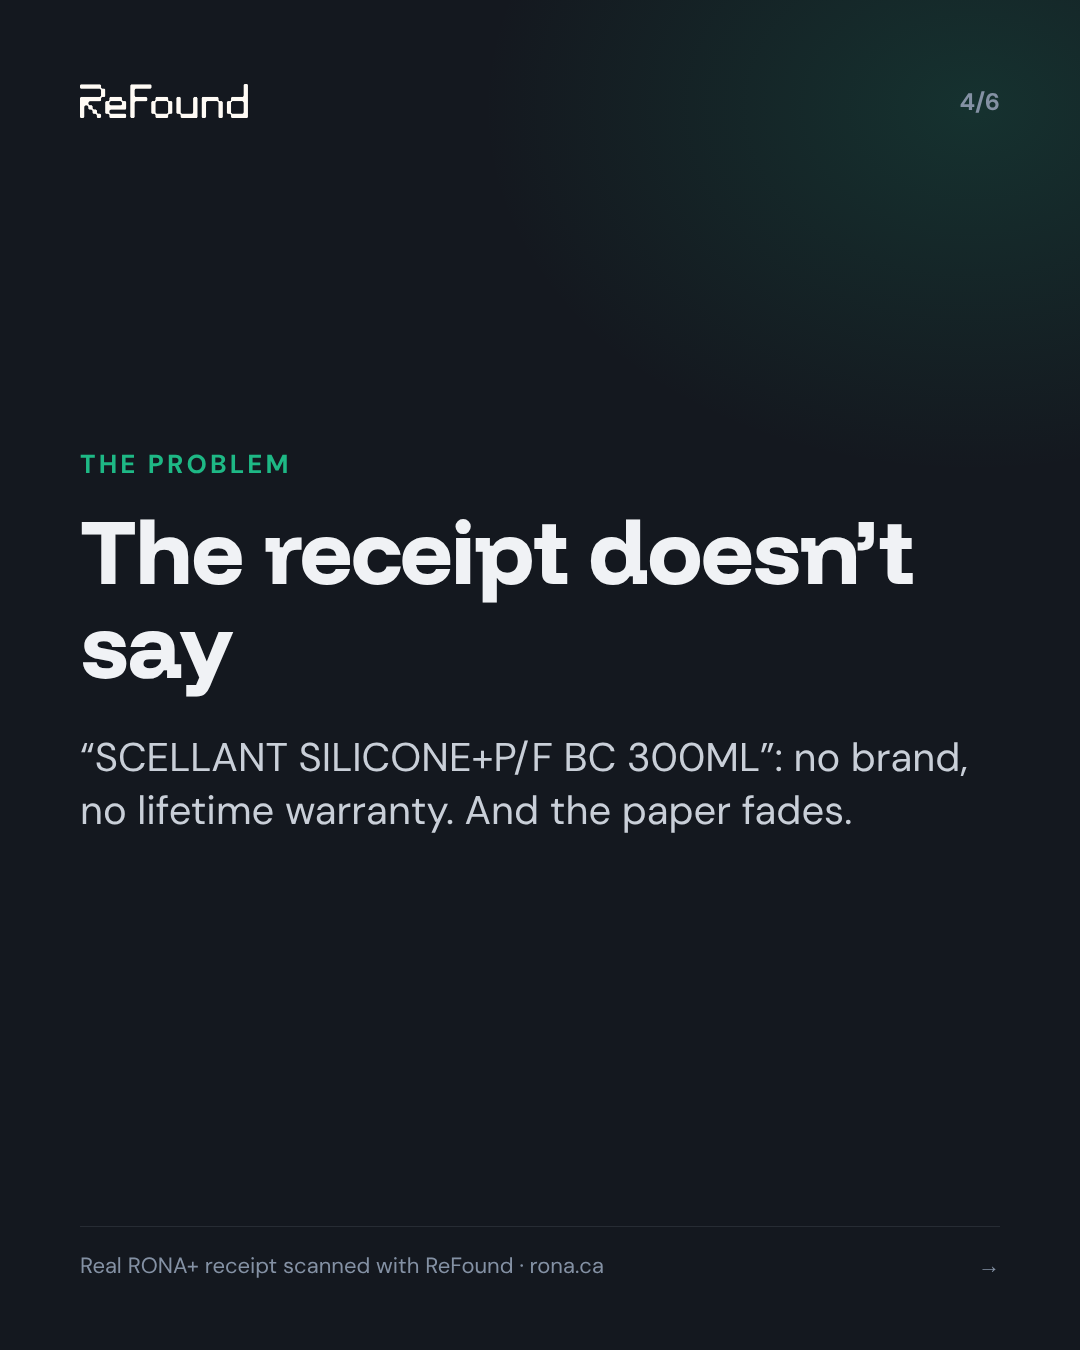 ReFound
4/6
THE PROBLEM
The receipt doesn’t
say
“SCELLANT SILICONE+P/F BC 300ML”: no brand,
no lifetime warranty. And the paper fades.
Real RONA+ receipt scanned with ReFound · rona.ca
→